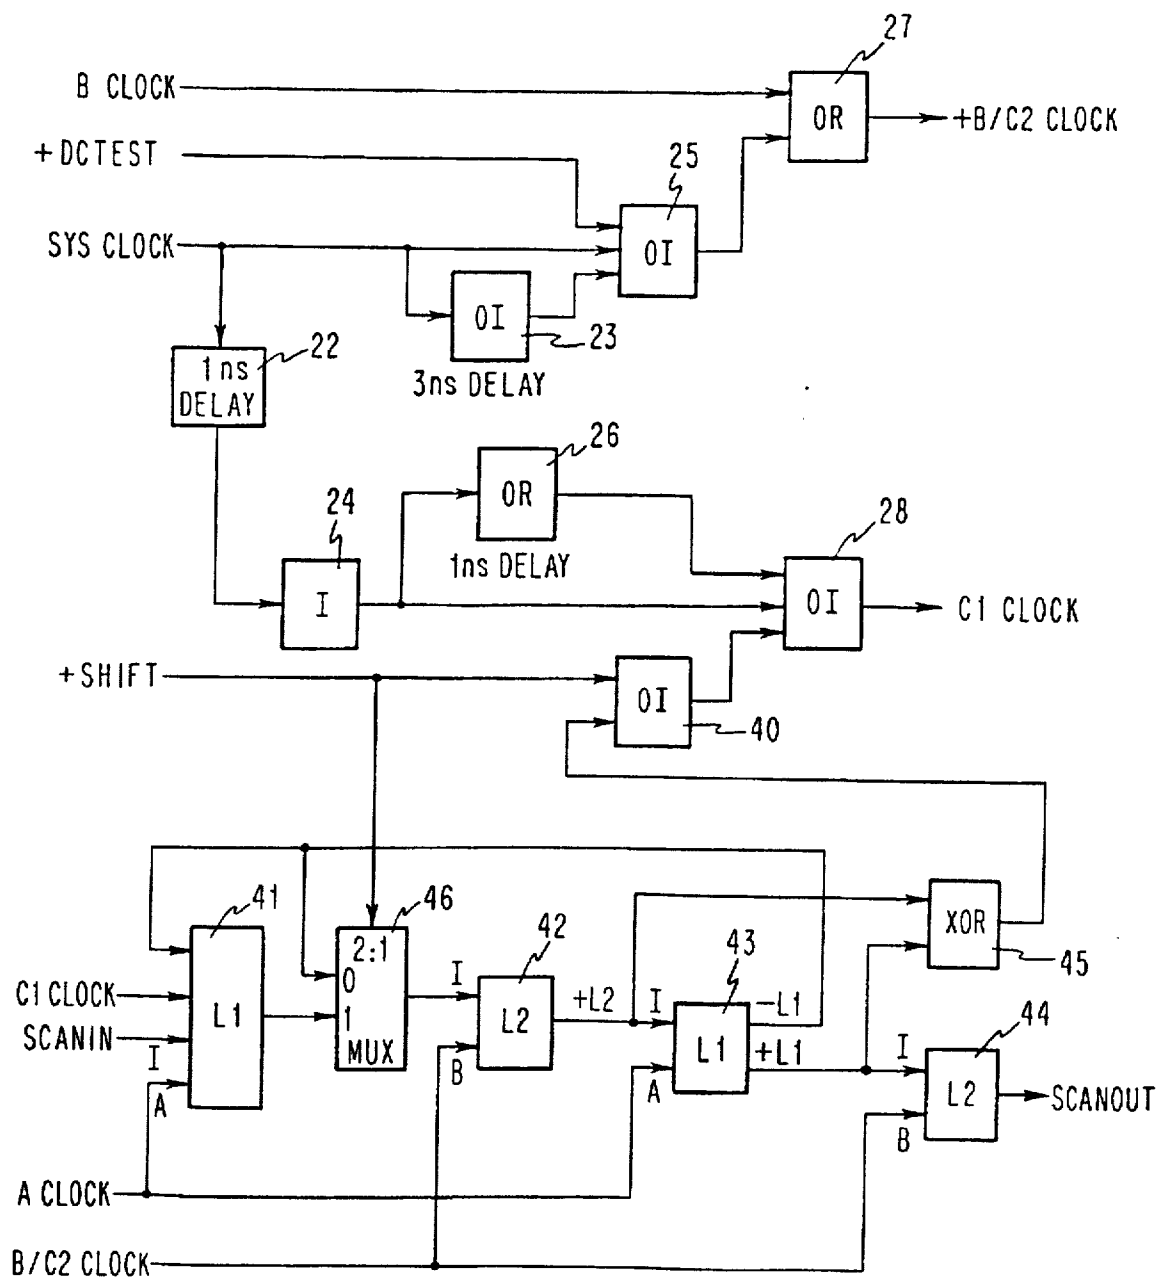 27
B CLOCK
OR
+B/C2 CLOCK
+DCTEST
25
SYS CLOCK
OI
OI
23
22
1ns
DELAY
3ns DELAY
26
OR
24
28
1ns DELAY
I
OI
C1 CLOCK
+SHIFT
OI
40
41
46
42
43
XOR
45
2:1
0
I
+L2
I
-L1
44
C1 CLOCK
L1
1
L2
L1
+L1
I
SCANIN
MUX
I
B
A
L2
SCANOUT
A
B
A CLOCK
B/C2 CLOCK